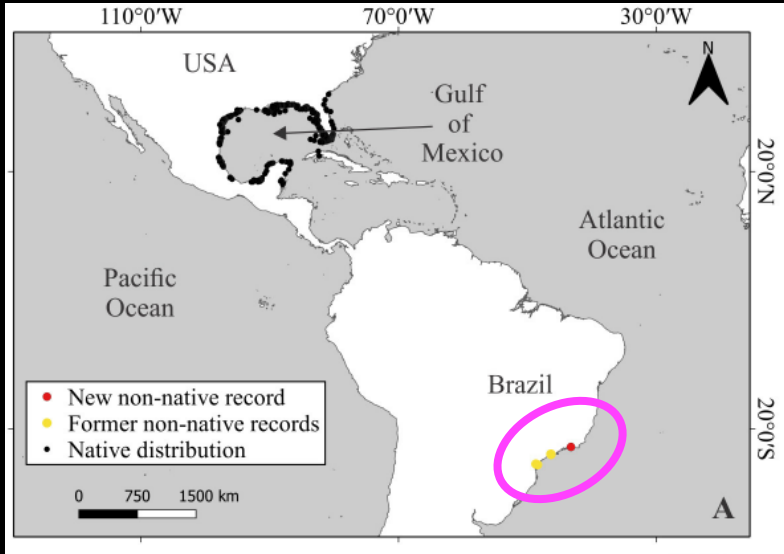 110°0′W 70°0′W 30°0′W
N
USA
Gulf
of
Mexico
20°0′N
Atlantic
Ocean
Pacific
Ocean
Brazil
New non-native record
Former non-native records
Native distribution
20°0′S
0 750 1500 km
A